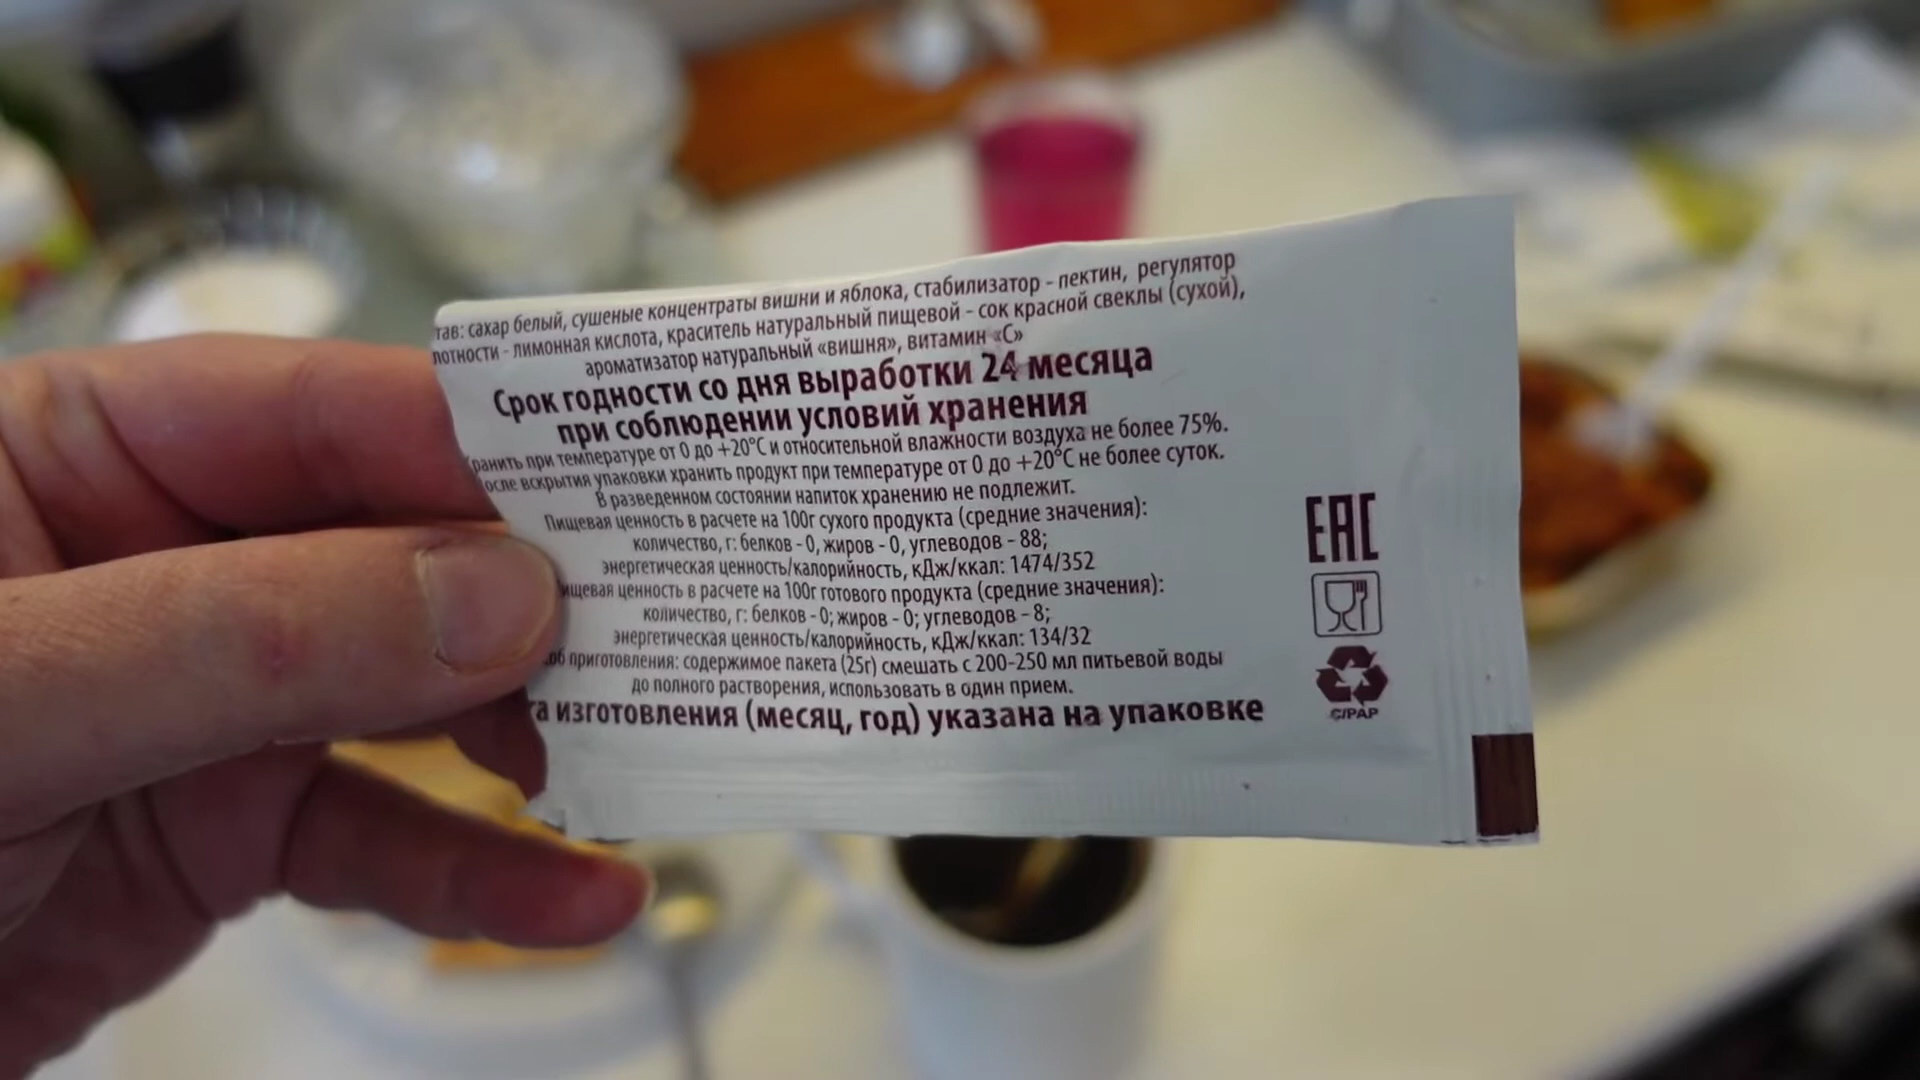 тав: сахар белый, сушеные концентраты вишни и яблока, стабилизатор - пектин, регулятор
лотности - лимонная кислота, краситель натуральный пищевой - сок красной свеклы (сухой),
ароматизатор натуральный «вишня», витамин «С»
Срок годности со дня выработки 24 месяца
при соблюдении условий хранения
ранить при температуре от 0 до +20°С и относительной влажности воздуха не более 75%.
осле вскрытия упаковки хранить продукт при температуре от 0 до +20°С не более суток.
В разведенном состоянии напиток хранению не подлежит.
Пищевая ценность в расчете на 100г сухого продукта (средние значения):
количество, г: белков - 0, жиров - 0, углеводов - 88;
энергетическая ценность/калорийность, кДж/ккал: 1474/352
ищевая ценность в расчете на 100г готового продукта (средние значения):
количество, г: белков - 0; жиров - 0; углеводов - 8;
энергетическая ценность/калорийность, кДж/ккал: 134/32
об приготовления: содержимое пакета (25г) смешать с 200-250 мл питьевой воды
до полного растворения, использовать в один прием.
та изготовления (месяц, год) указана на упаковке
EAC
C/PAP